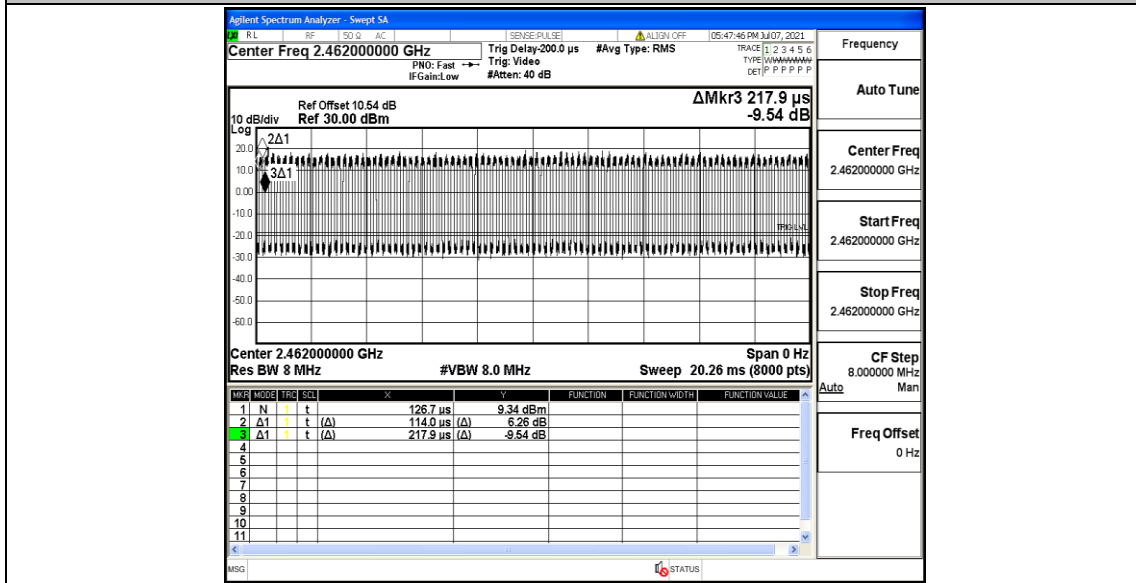 Agilent Spectrum Analyzer - Swept SA
RL RF 50 Ω AC SENSE:PULSE ALIGN OFF 05:47:46 PM Jul 07, 2021
Center Freq 2.462000000 GHz
PNO: Fast
IFGain:Low
Trig Delay-200.0 µs
Trig: Video
#Atten: 40 dB
#Avg Type: RMS
TRACE 1 2 3 4 5 6
TYPE
DET P P P P P P
Frequency
Auto Tune
Center Freq
2.462000000 GHz
Start Freq
2.462000000 GHz
Stop Freq
2.462000000 GHz
CF Step
8.000000 MHz
Auto Man
Freq Offset
0 Hz
ΔMkr3 217.9 µs
-9.54 dB
Ref Offset 10.54 dB
10 dB/div Ref 30.00 dBm
Log
20.0
10.0
0.00
-10.0
-20.0
-30.0
-40.0
-50.0
-60.0
2Δ1
3Δ1
TRIG LVL
Center 2.462000000 GHz Span 0 Hz
Res BW 8 MHz #VBW 8.0 MHz Sweep 20.26 ms (8000 pts)
MKR MODE TRC SCL X Y FUNCTION FUNCTION WIDTH FUNCTION VALUE
1 N 1 t 126.7 µs 9.34 dBm
2 Δ1 1 t (Δ) 114.0 µs (Δ) 6.26 dB
3 Δ1 1 t (Δ) 217.9 µs (Δ) -9.54 dB
4
5
6
7
8
9
10
11
MSG STATUS